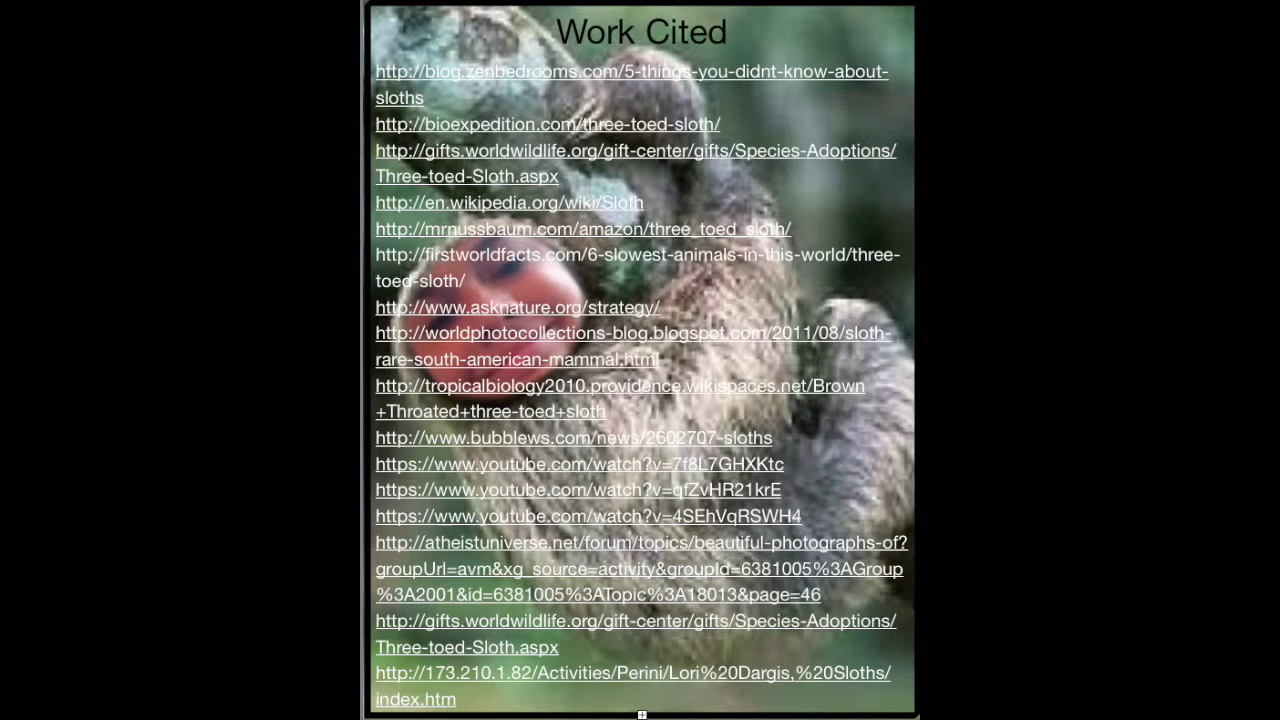 Work Cited
http://blog.zenbedrooms.com/5-things-you-didnt-know-about-
sloths
http://bioexpedition.com/three-toed-sloth/
http://gifts.worldwildlife.org/gift-center/gifts/Species-Adoptions/
Three-toed-Sloth.aspx
http://en.wikipedia.org/wiki/Sloth
http://mrnussbaum.com/amazon/three_toed_sloth/
http://firstworldfacts.com/6-slowest-animals-in-this-world/three-
toed-sloth/
http://www.asknature.org/strategy/
http://worldphotocollections-blog.blogspot.com/2011/08/sloth-
rare-south-american-mammal.html
http://tropicalbiology2010.providence.wikispaces.net/Brown
+Throated+three-toed+sloth
http://www.bubblews.com/news/2602707-sloths
https://www.youtube.com/watch?v=7f8L7GHXKtc
https://www.youtube.com/watch?v=qfZvHR21krE
https://www.youtube.com/watch?v=4SEhVqRSWH4
http://atheistuniverse.net/forum/topics/beautiful-photographs-of?
groupUrl=avm&xg_source=activity&groupId=6381005%3AGroup
%3A2001&id=6381005%3ATopic%3A18013&page=46
http://gifts.worldwildlife.org/gift-center/gifts/Species-Adoptions/
Three-toed-Sloth.aspx
http://173.210.1.82/Activities/Perini/Lori%20Dargis,%20Sloths/
index.htm